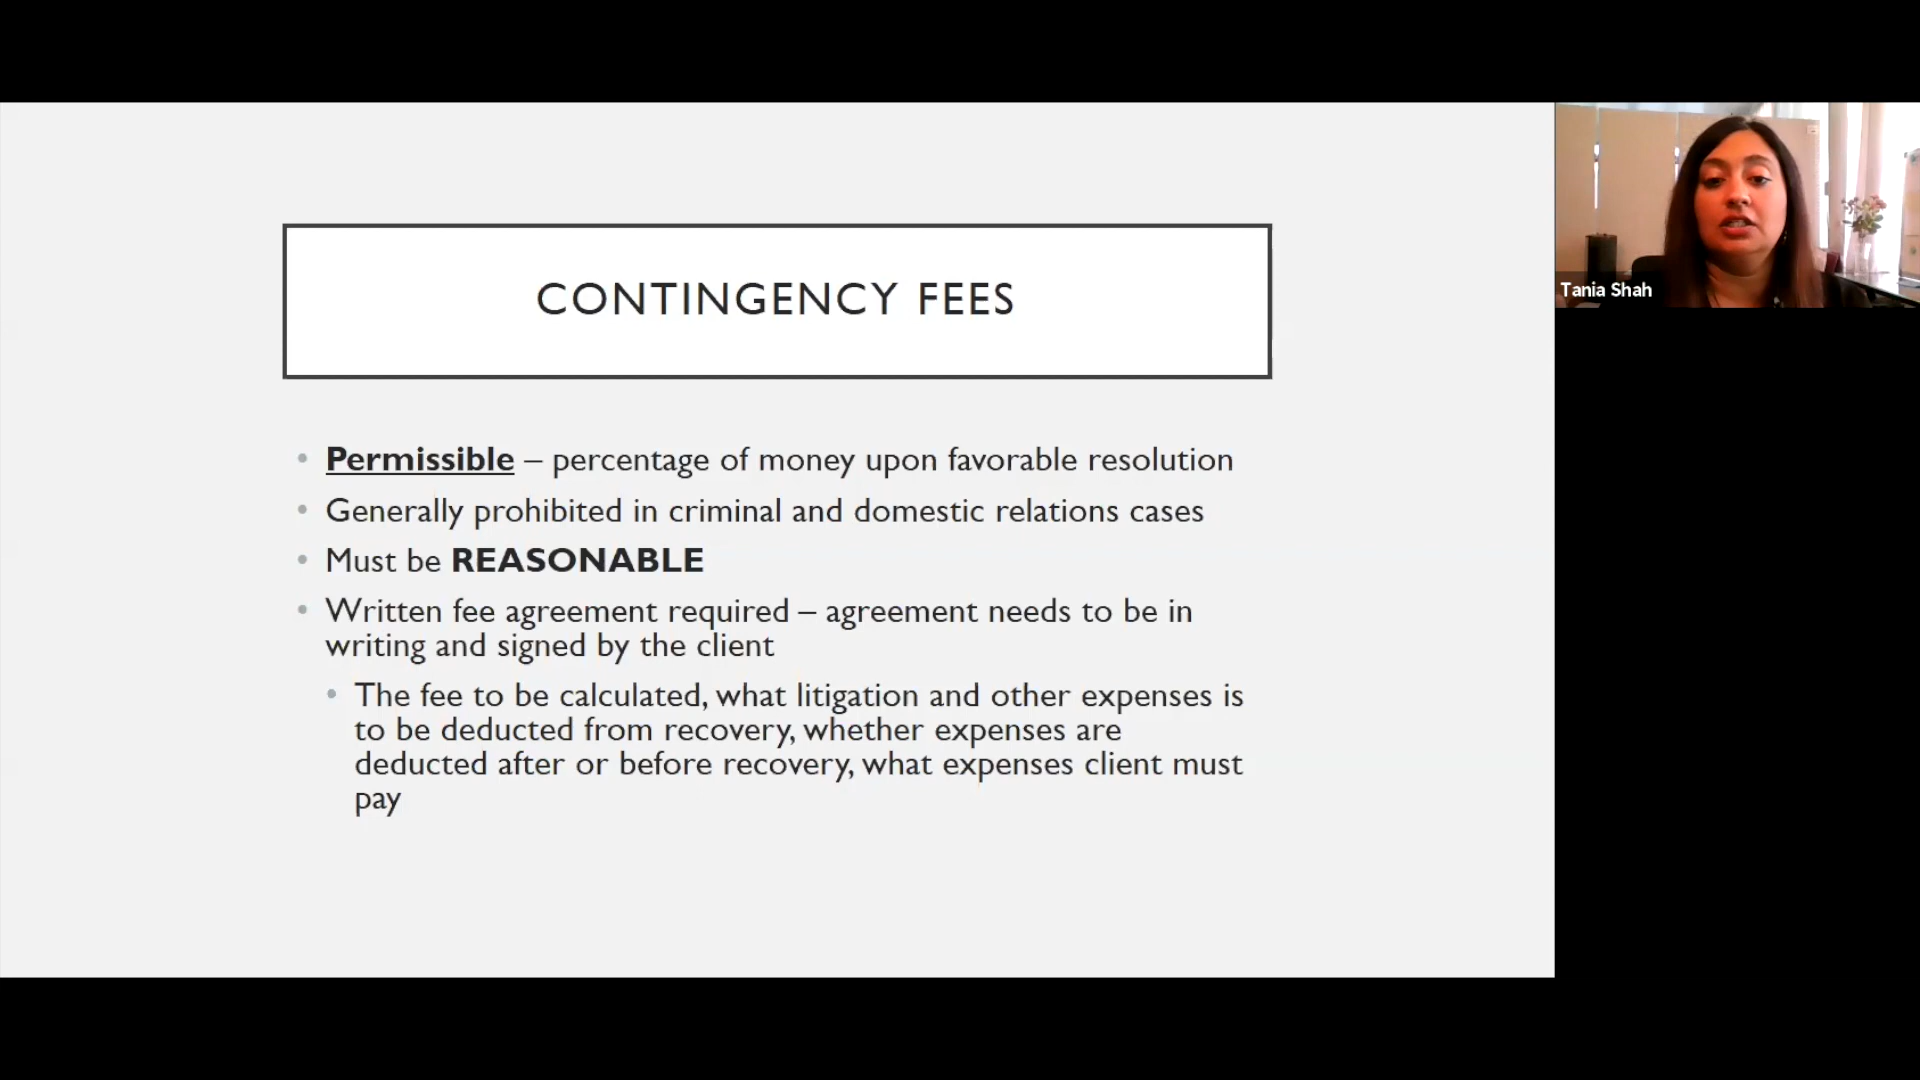 CONTINGENCY FEES
• Permissible – percentage of money upon favorable resolution
• Generally prohibited in criminal and domestic relations cases
• Must be REASONABLE
• Written fee agreement required – agreement needs to be in
writing and signed by the client
• The fee to be calculated, what litigation and other expenses is
to be deducted from recovery, whether expenses are
deducted after or before recovery, what expenses client must
pay
Tania Shah